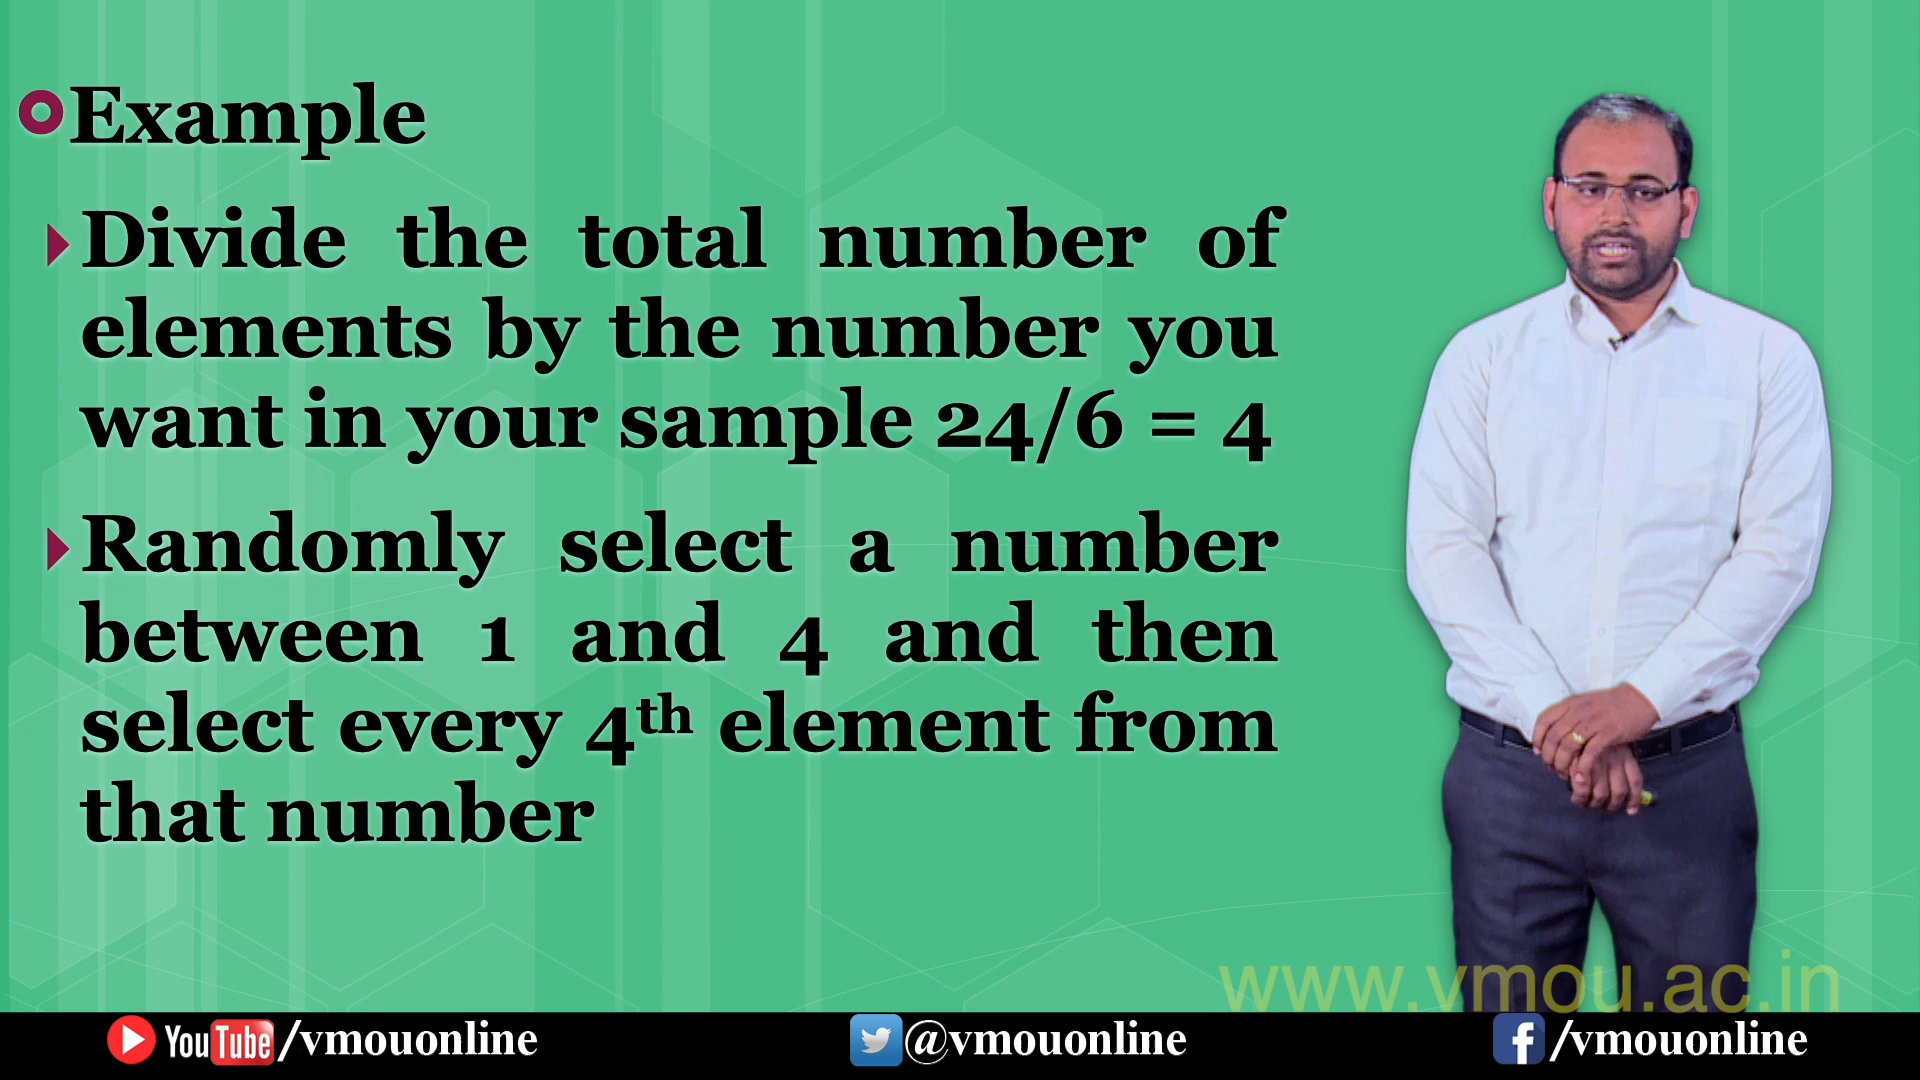 Example
Divide the total number of
elements by the number you
want in your sample 24/6 = 4
Randomly select a number
between 1 and 4 and then
select every 4th element from
that number
www.vmou.ac.in
YouTube /vmouonline
@vmouonline
f /vmouonline